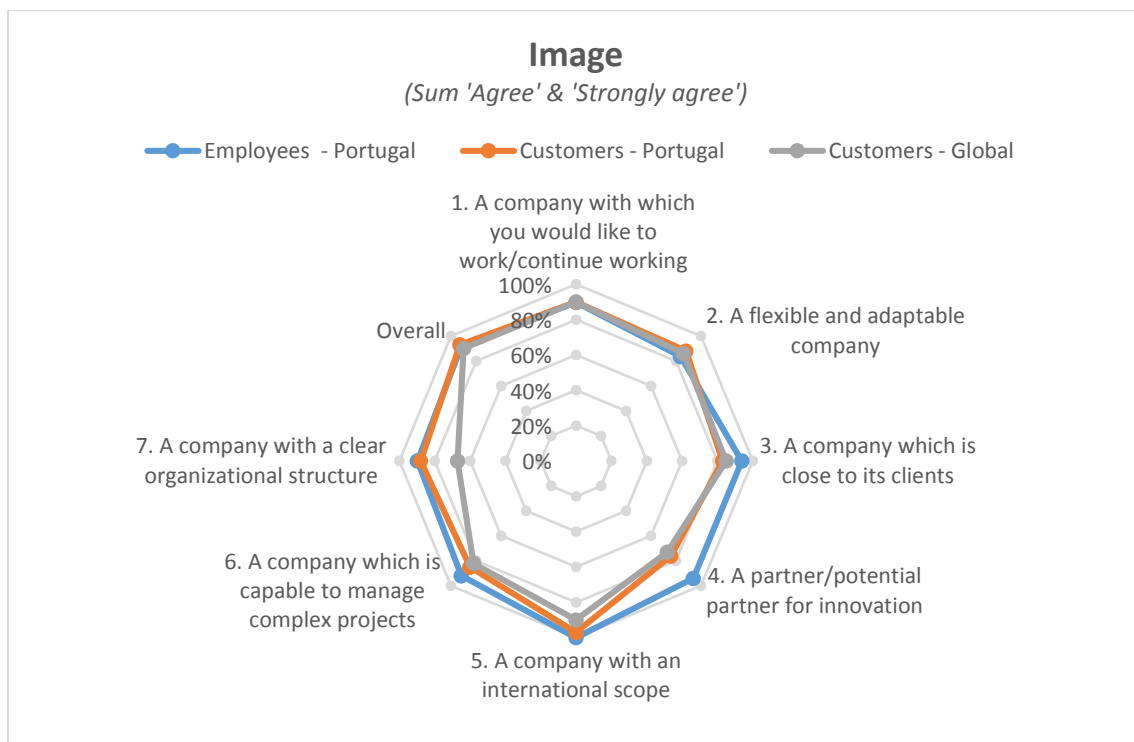 Image
(Sum 'Agree' & 'Strongly agree')
Employees - Portugal
Customers - Portugal
Customers - Global
1. A company with which
you would like to
work/continue working
100%
80%
60%
40%
20%
0%
2. A flexible and adaptable
company
3. A company which is
close to its clients
4. A partner/potential
partner for innovation
5. A company with an
international scope
6. A company which is
capable to manage
complex projects
7. A company with a clear
organizational structure
Overall